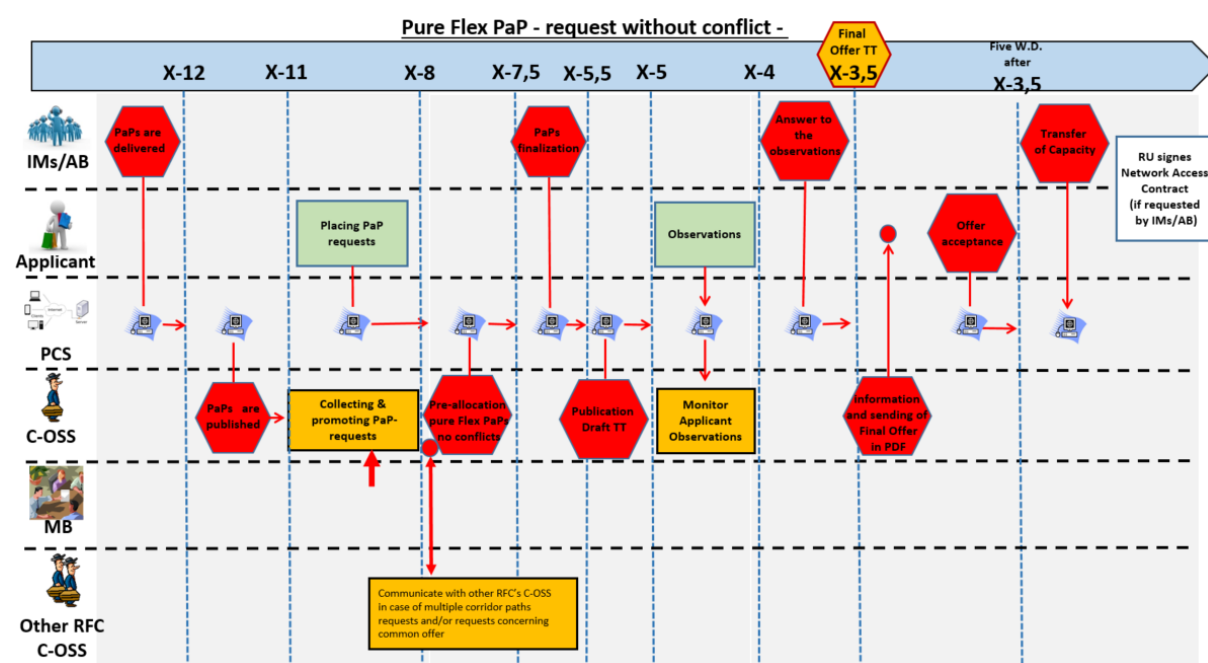 Pure Flex PaP - request without conflict -
Final
Offer TT
X-3,5
Five W.D.
after
X-3,5
X-12
X-11
X-8
X-7,5
X-5,5
X-5
X-4
IMs/AB
PaPs are
delivered
PaPs
finalization
Answer to
the
observations
Transfer
of Capacity
RU signes
Network Access
Contract
(if requested
by IMs/AB)
Applicant
Placing PaP
requests
Observations
Offer
acceptance
Clients
Internet
Server
PCS
C-OSS
PaPs are
published
Collecting &
promoting PaP-
requests
Pre-allocation
pure Flex PaPs
no conflicts
Publication
Draft TT
Monitor
Applicant
Observations
Information
and sending of
Final Offer
in PDF
MB
Other RFC
C-OSS
Communicate with other RFC's C-OSS
in case of multiple corridor paths
requests and/or requests concerning
common offer